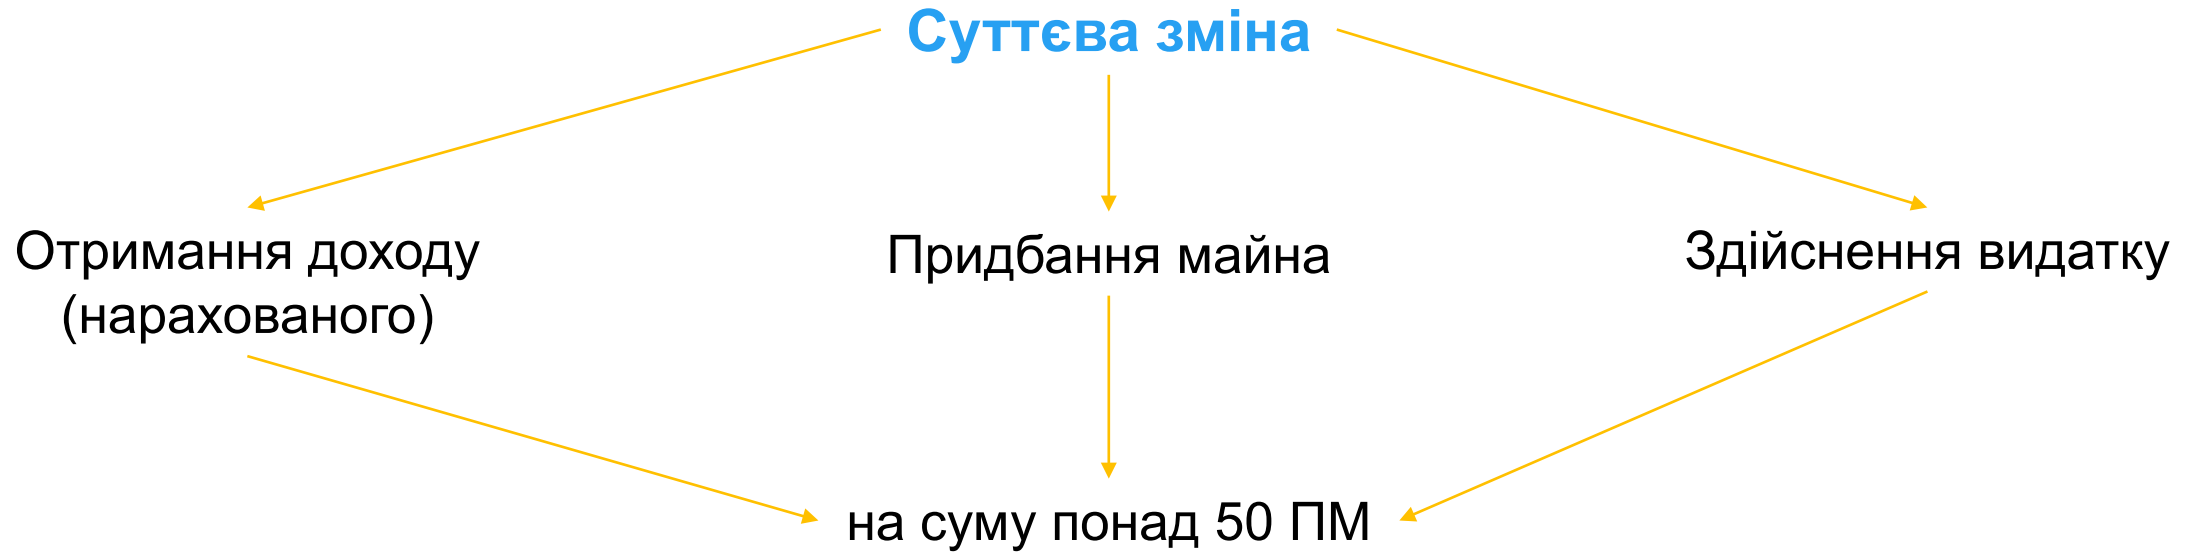 Суттєва зміна
Отримання доходу
(нарахованого)
Придбання майна
Здійснення видатку
на суму понад 50 ПМ